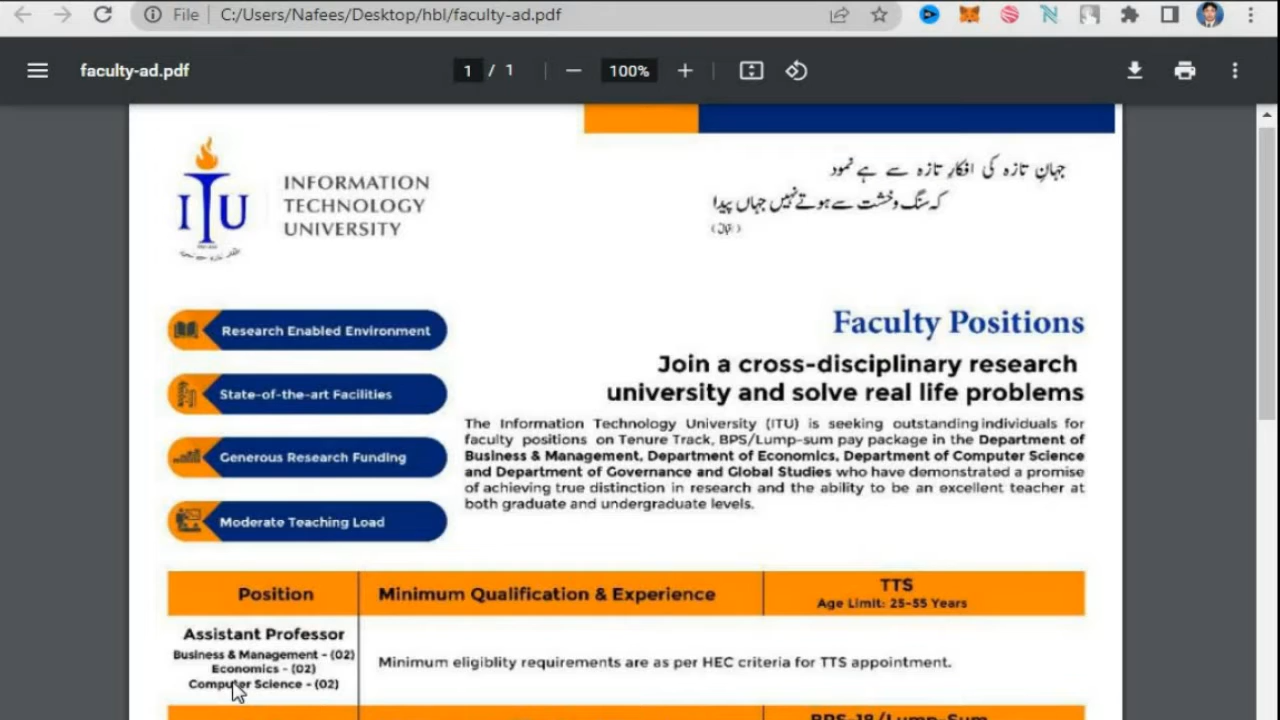 File
C:/Users/Nafees/Desktop/hbl/faculty-ad.pdf
faculty-ad.pdf
1 / 1
100%
ITU
INFORMATION
TECHNOLOGY
UNIVERSITY
جہانِ تازہ کی افکارِ تازہ سے ہے نمود
کہ سنگ و خشت سے ہوتے نہیں جہاں پیدا
(اقبال)
Research Enabled Environment
State-of-the-art Facilities
Generous Research Funding
Moderate Teaching Load
Faculty Positions
Join a cross-disciplinary research
university and solve real life problems
The Information Technology University (ITU) is seeking outstanding individuals for
faculty positions on Tenure Track, BPS/Lump-sum pay package in the Department of
Business & Management, Department of Economics, Department of Computer Science
and Department of Governance and Global Studies who have demonstrated a promise
of achieving true distinction in research and the ability to be an excellent teacher at
both graduate and undergraduate levels.
Position
Minimum Qualification & Experience
TTS
Age Limit: 25-55 Years
Assistant Professor
Business & Management - (02)
Economics - (02)
Computer Science - (02)
Minimum eligiblity requirements are as per HEC criteria for TTS appointment.
BPS-18/Lump-Sum